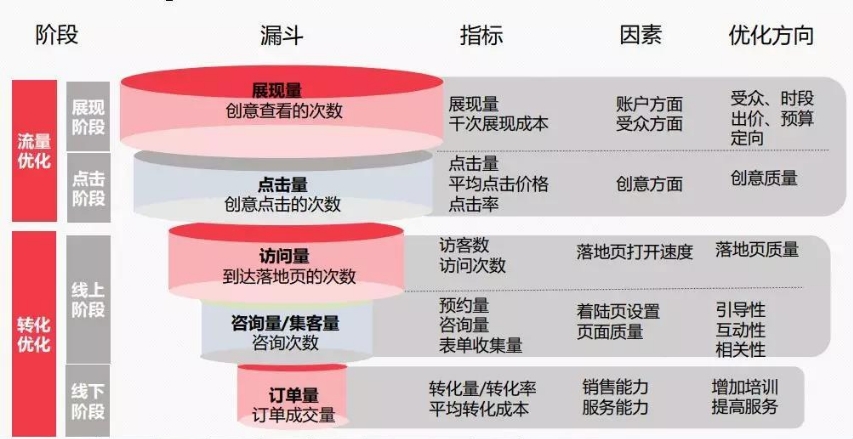 阶段
漏斗
指标
因素
优化方向
流量
优化
展现
阶段
展现量
创意查看的次数
展现量
千次展现成本
账户方面
受众方面
受众、时段
出价、预算
定向
点击
阶段
点击量
创意点击的次数
点击量
平均点击价格
点击率
创意方面
创意质量
转化
优化
线上
阶段
访问量
到达落地页的次数
访客数
访问次数
落地页打开速度
落地页质量
咨询量/集客量
咨询次数
预约量
咨询量
表单收集量
着陆页设置
页面质量
引导性
互动性
相关性
线下
阶段
订单量
订单成交量
转化量/转化率
平均转化成本
销售能力
服务能力
增加培训
提高服务